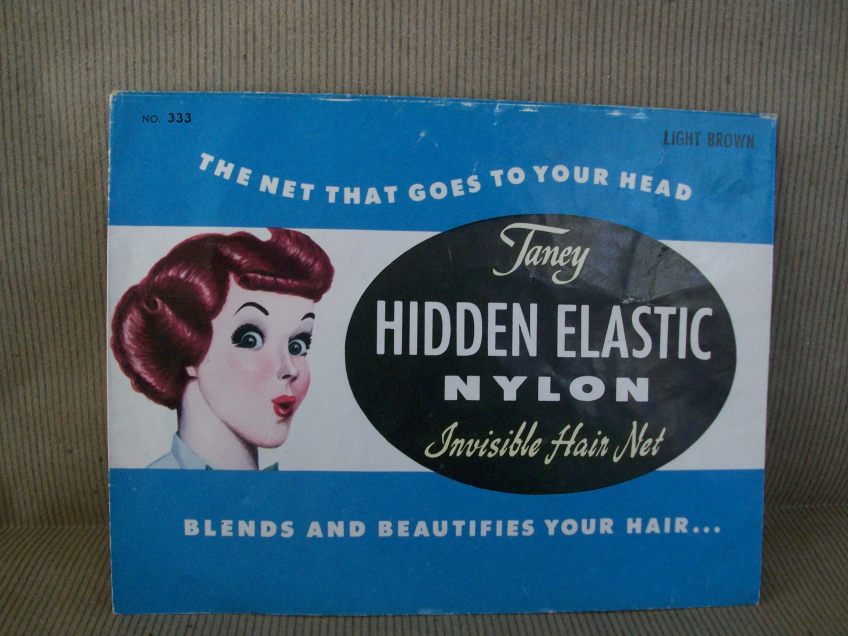 NO. 333
LIGHT BROWN
THE NET THAT GOES TO YOUR HEAD
Taney
HIDDEN ELASTIC
NYLON
Invisible Hair Net
BLENDS AND BEAUTIFIES YOUR HAIR...